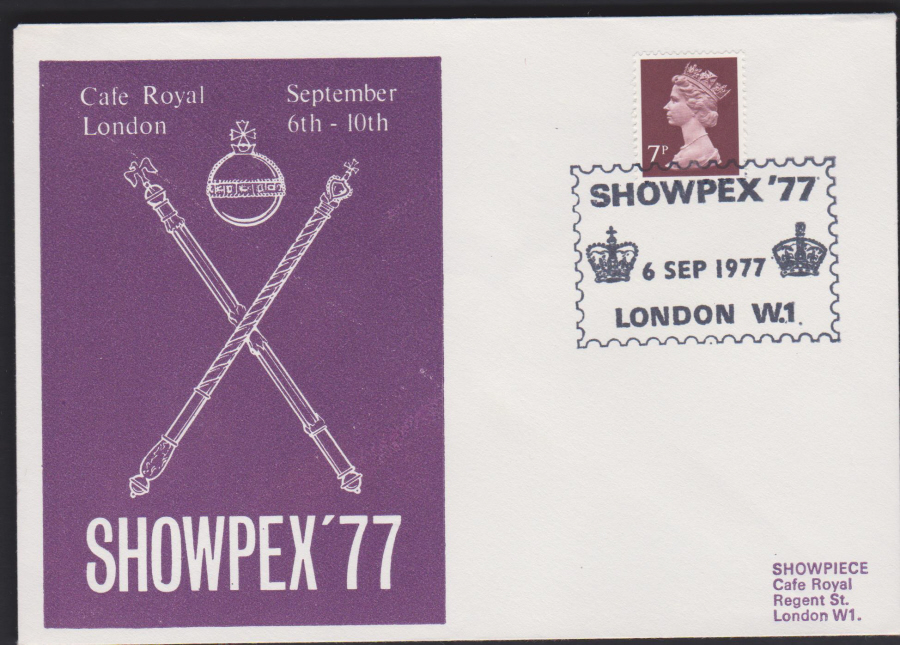 Cafe Royal
London
September
6th - 10th
SHOWPEX '77
7P
SHOWPEX '77
6 SEP 1977
LONDON W.1.
SHOWPIECE
Cafe Royal
Regent St.
London W1.